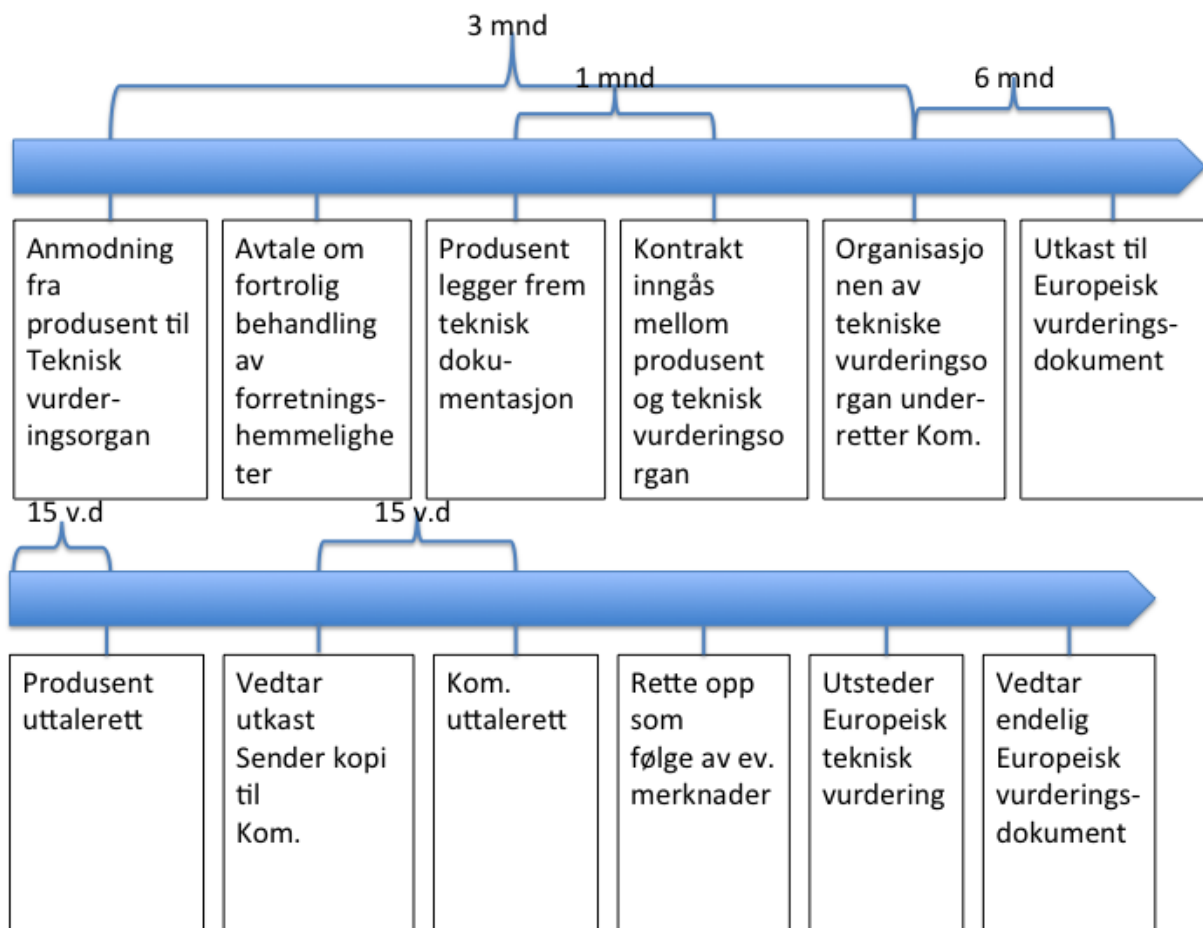 3 mnd
1 mnd
6 mnd
Anmodning
fra
produsent til
Teknisk
vurder-
ingsorgan
Avtale om
fortrolig
behandling
av
forretnings-
hemmelighe
ter
Produsent
legger frem
teknisk
doku-
mentasjon
Kontrakt
inngås
mellom
produsent
og teknisk
vurderingso
rgan
Organisasjo
nen av
tekniske
vurderingso
rgan under-
retter Kom.
Utkast til
Europeisk
vurderings-
dokument
15 v.d
15 v.d
Produsent
uttalerett
Vedtar
utkast
Sender kopi
til
Kom.
Kom.
uttalerett
Rette opp
som
følge av ev.
merknader
Utsteder
Europeisk
teknisk
vurdering
Vedtar
endelig
Europeisk
vurderings-
dokument